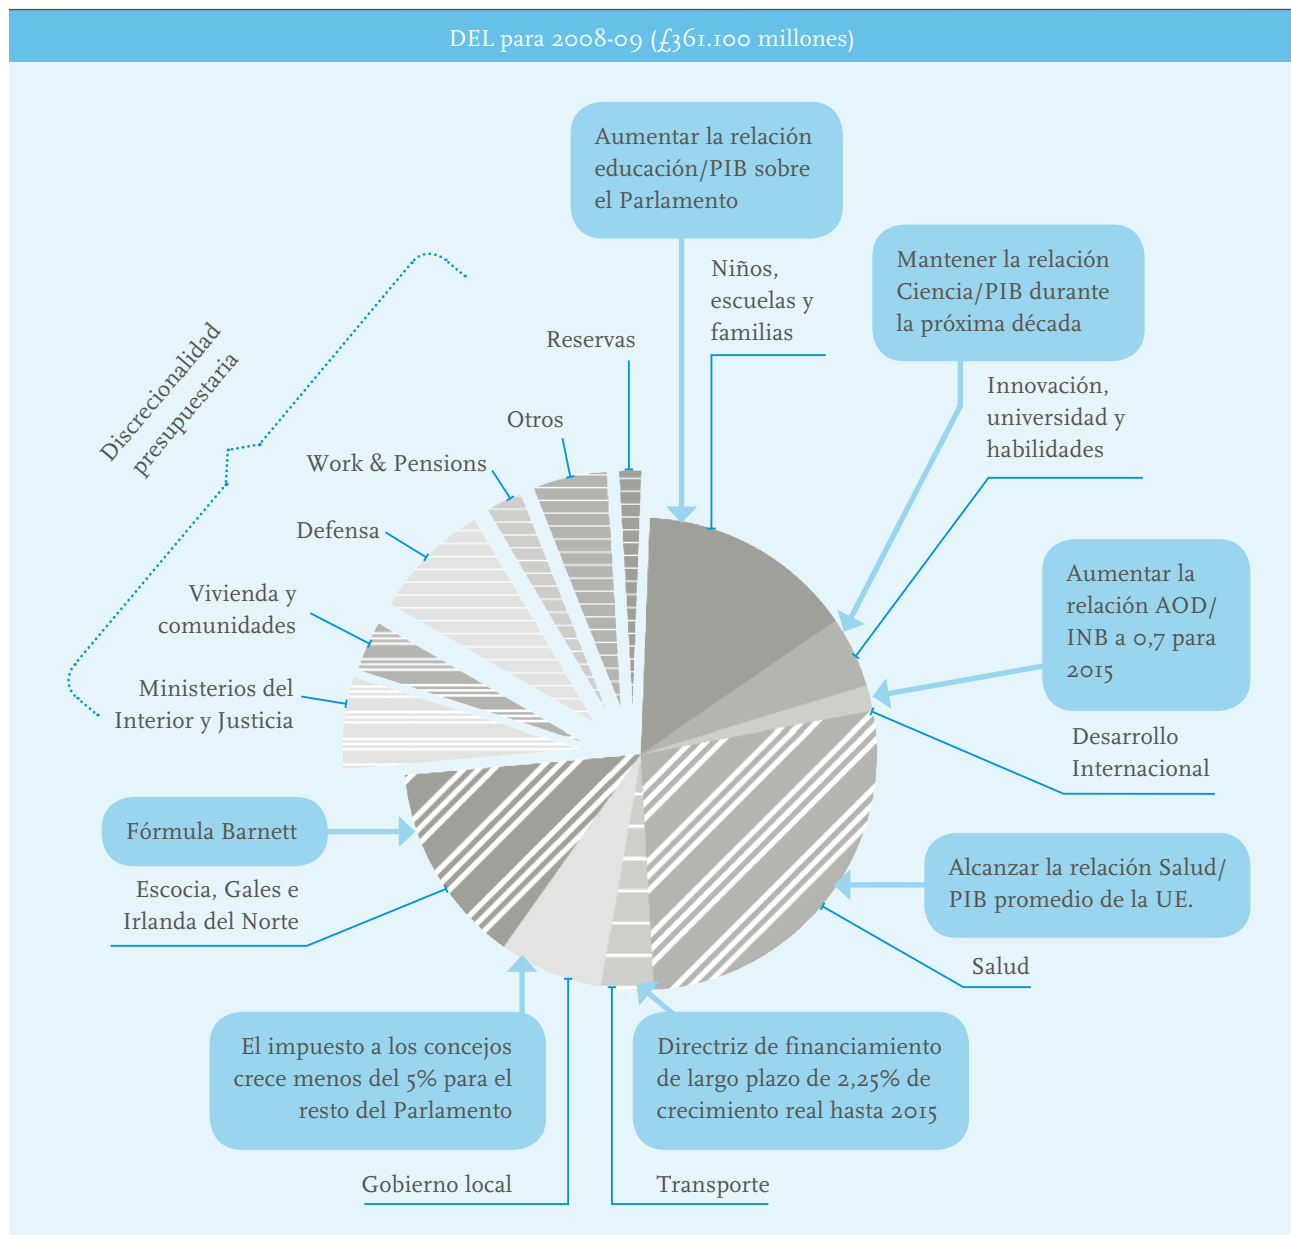 DEL para 2008-09 (£361.100 millones)
Aumentar la relación
educación/PIB sobre
el Parlamento
Niños,
escuelas y
familias
Mantener la relación
Ciencia/PIB durante
la próxima década
Innovación,
universidad y
habilidades
Discrecionalidad
presupuestaria
Reservas
Otros
Work & Pensions
Defensa
Vivienda y
comunidades
Ministerios del
Interior y Justicia
Aumentar la
relación AOD/
INB a 0,7 para
2015
Desarrollo
Internacional
Fórmula Barnett
Escocia, Gales e
Irlanda del Norte
Alcanzar la relación Salud/
PIB promedio de la UE.
Salud
El impuesto a los concejos
crece menos del 5% para el
resto del Parlamento
Directriz de financiamiento
de largo plazo de 2,25% de
crecimiento real hasta 2015
Gobierno local
Transporte